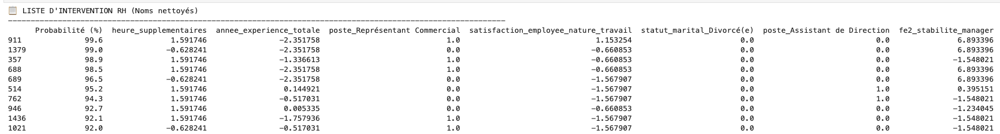 📋 LISTE D'INTERVENTION RH (Noms nettoyés)
--------------------------------------------------------------------------------------------------------------
Probabilité (%) heure_supplementaires annee_experience_totale poste_Représentant Commercial satisfaction_employee_nature_travail statut_marital_Divorcé(e) poste_Assistant de Direction fe2_stabilite_manager
911 99.6 1.591746 -2.351758 1.0 1.153254 0.0 0.0 6.893396
1379 99.0 -0.628241 -2.351758 0.0 -0.660853 0.0 0.0 6.893396
357 98.9 1.591746 -1.336613 1.0 -0.660853 0.0 0.0 -1.548021
688 98.5 1.591746 -2.351758 1.0 -0.660853 0.0 0.0 6.893396
689 96.5 -0.628241 -2.351758 0.0 -1.567907 0.0 0.0 6.893396
514 95.2 1.591746 0.144921 0.0 -1.567907 0.0 1.0 0.395151
762 94.3 1.591746 -0.517031 0.0 -1.567907 0.0 1.0 -1.548021
946 92.7 1.591746 0.005335 0.0 -0.660853 0.0 0.0 -1.234045
1436 92.1 1.591746 -1.757936 1.0 -1.567907 0.0 0.0 -1.548021
1021 92.0 -0.628241 -0.517031 1.0 -1.567907 0.0 0.0 -1.548021